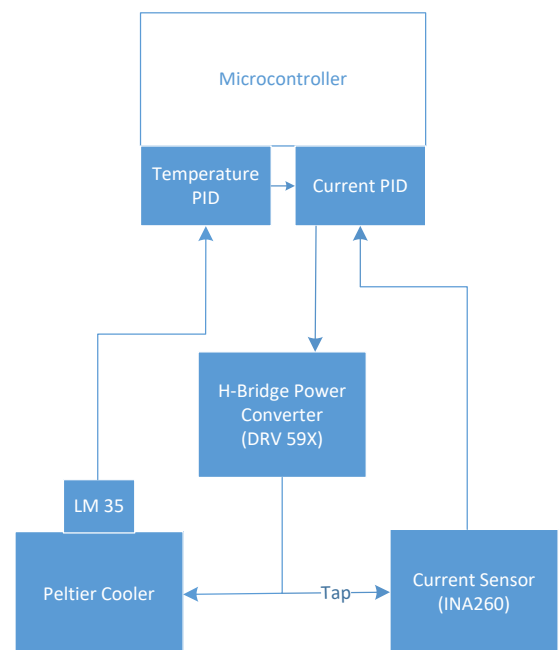 Microcontroller
Temperature
PID
Current PID
H-Bridge Power
Converter
(DRV 59X)
LM 35
Peltier Cooler
Tap
Current Sensor
(INA260)